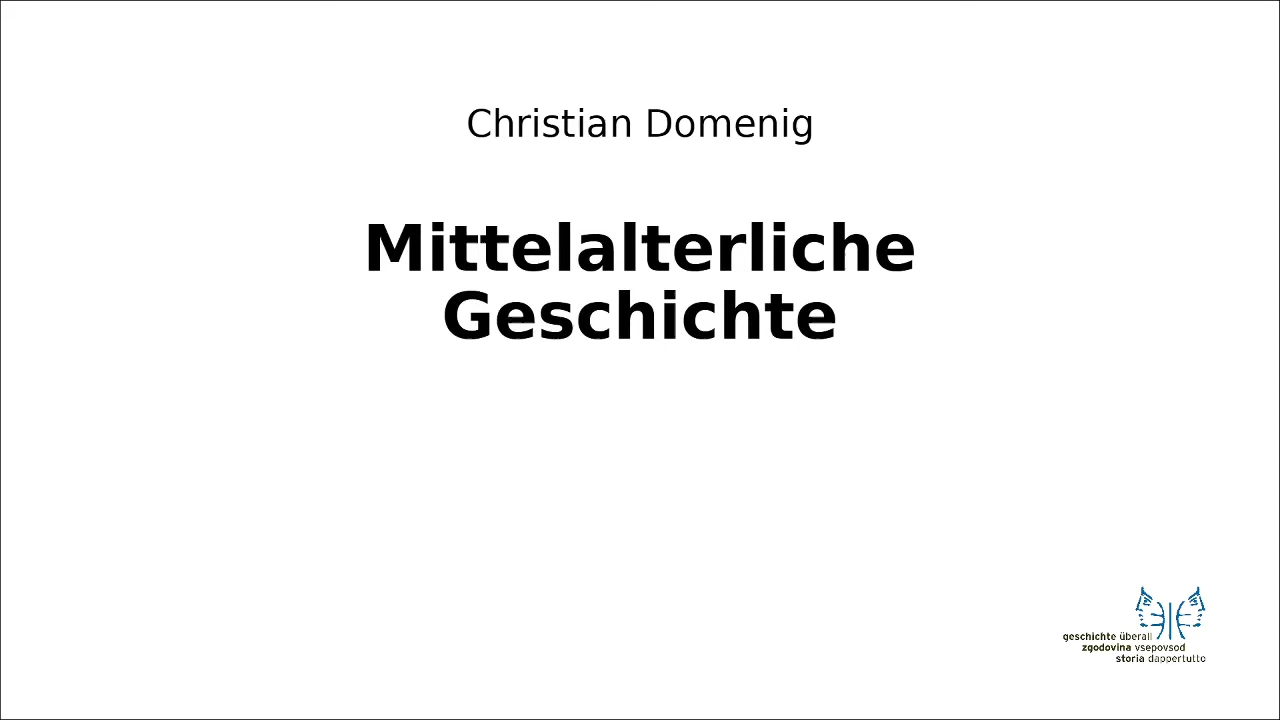 Christian Domenig
Mittelalterliche
Geschichte
geschichte überall
zgodovina vsepovsod
storia dappertutto